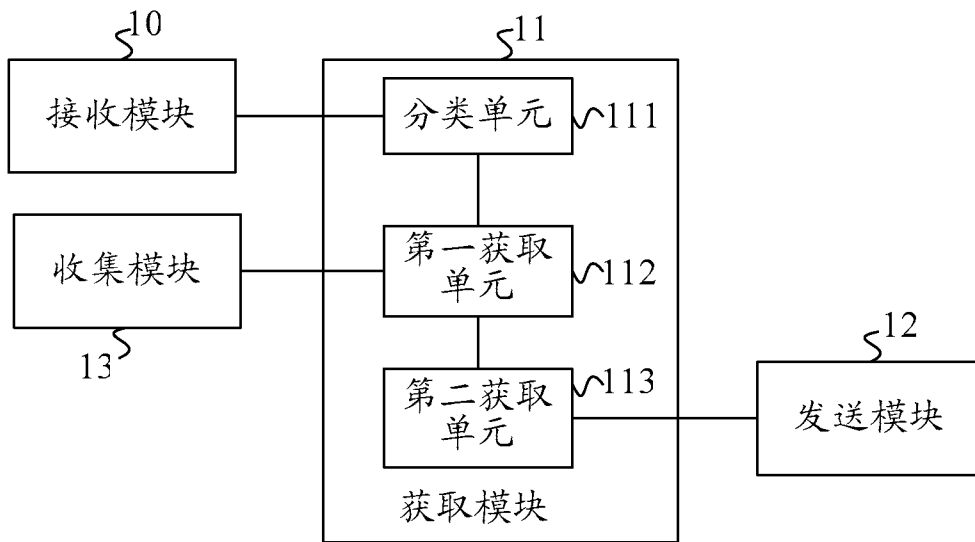 10
11
接收模块
分类单元
111
收集模块
第一获取
单元
112
13
12
第二获取
单元
113
发送模块
获取模块